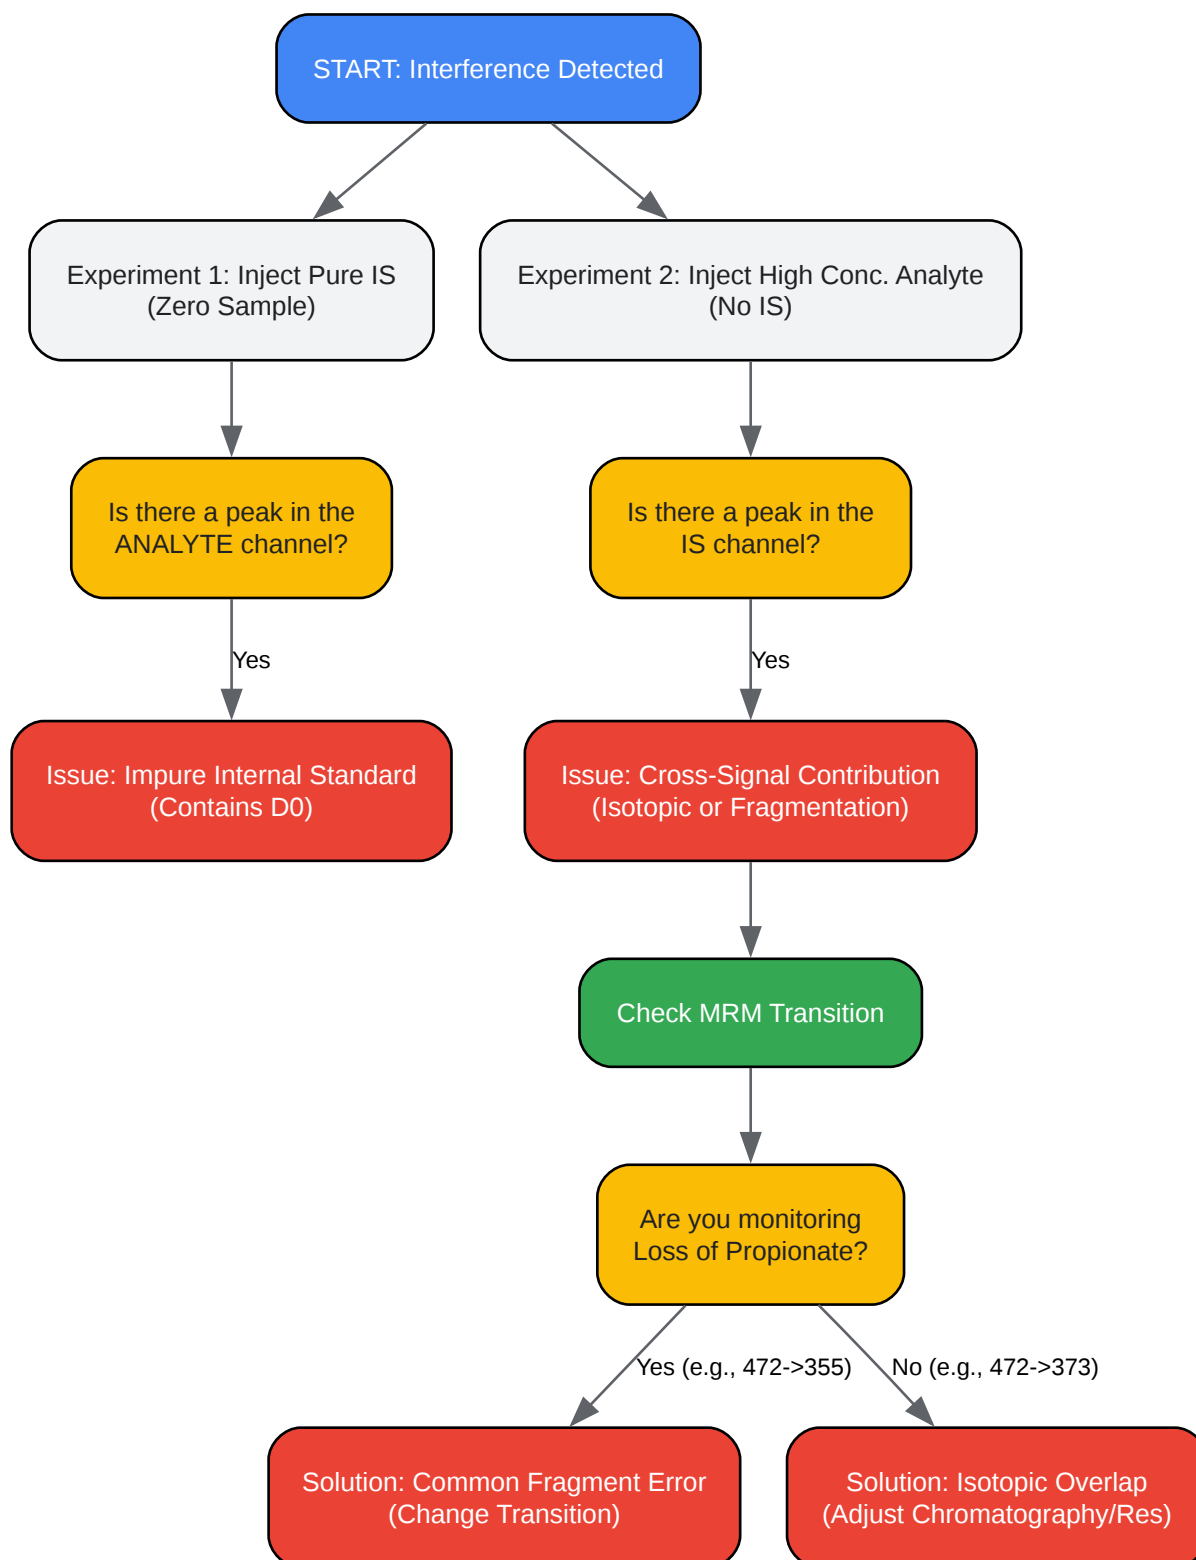 START: Interference Detected
Experiment 1: Inject Pure IS
(Zero Sample)
Experiment 2: Inject High Conc. Analyte
(No IS)
Is there a peak in the
ANALYTE channel?
Is there a peak in the
IS channel?
Yes
Yes
Issue: Impure Internal Standard
(Contains D0)
Issue: Cross-Signal Contribution
(Isotopic or Fragmentation)
Check MRM Transition
Are you monitoring
Loss of Propionate?
Yes (e.g., 472->355)
No (e.g., 472->373)
Solution: Common Fragment Error
(Change Transition)
Solution: Isotopic Overlap
(Adjust Chromatography/Res)